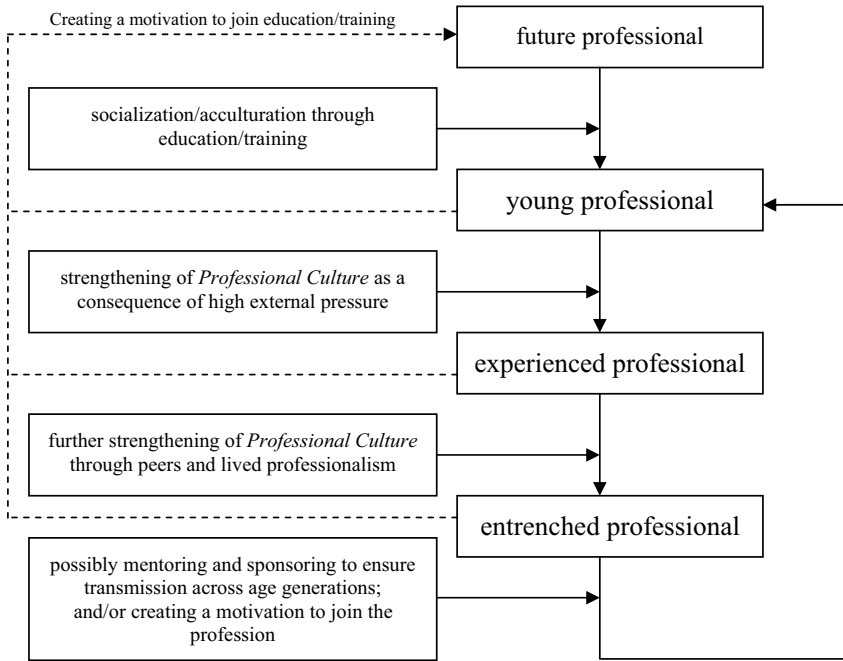 Creating a motivation to join education/training
future professional
socialization/acculturation through
education/training
young professional
strengthening of Professional Culture as a
consequence of high external pressure
experienced professional
further strengthening of Professional Culture
through peers and lived professionalism
entrenched professional
possibly mentoring and sponsoring to ensure
transmission across age generations;
and/or creating a motivation to join the
profession